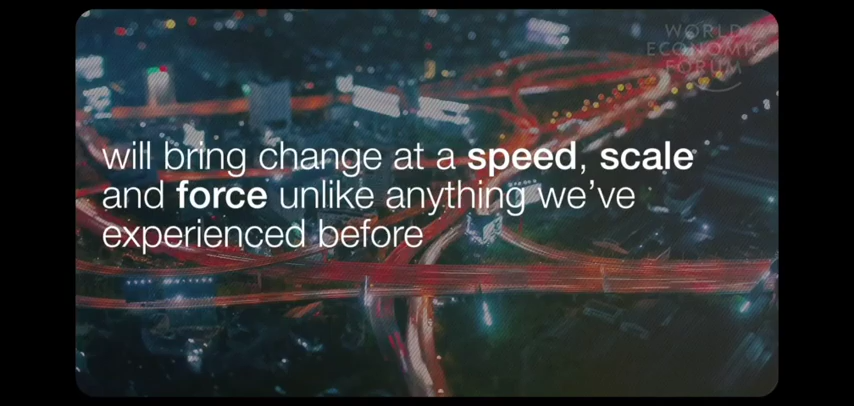 WORLD
ECONOMIC
FORUM
will bring change at a speed, scale
and force unlike anything we’ve
experienced before